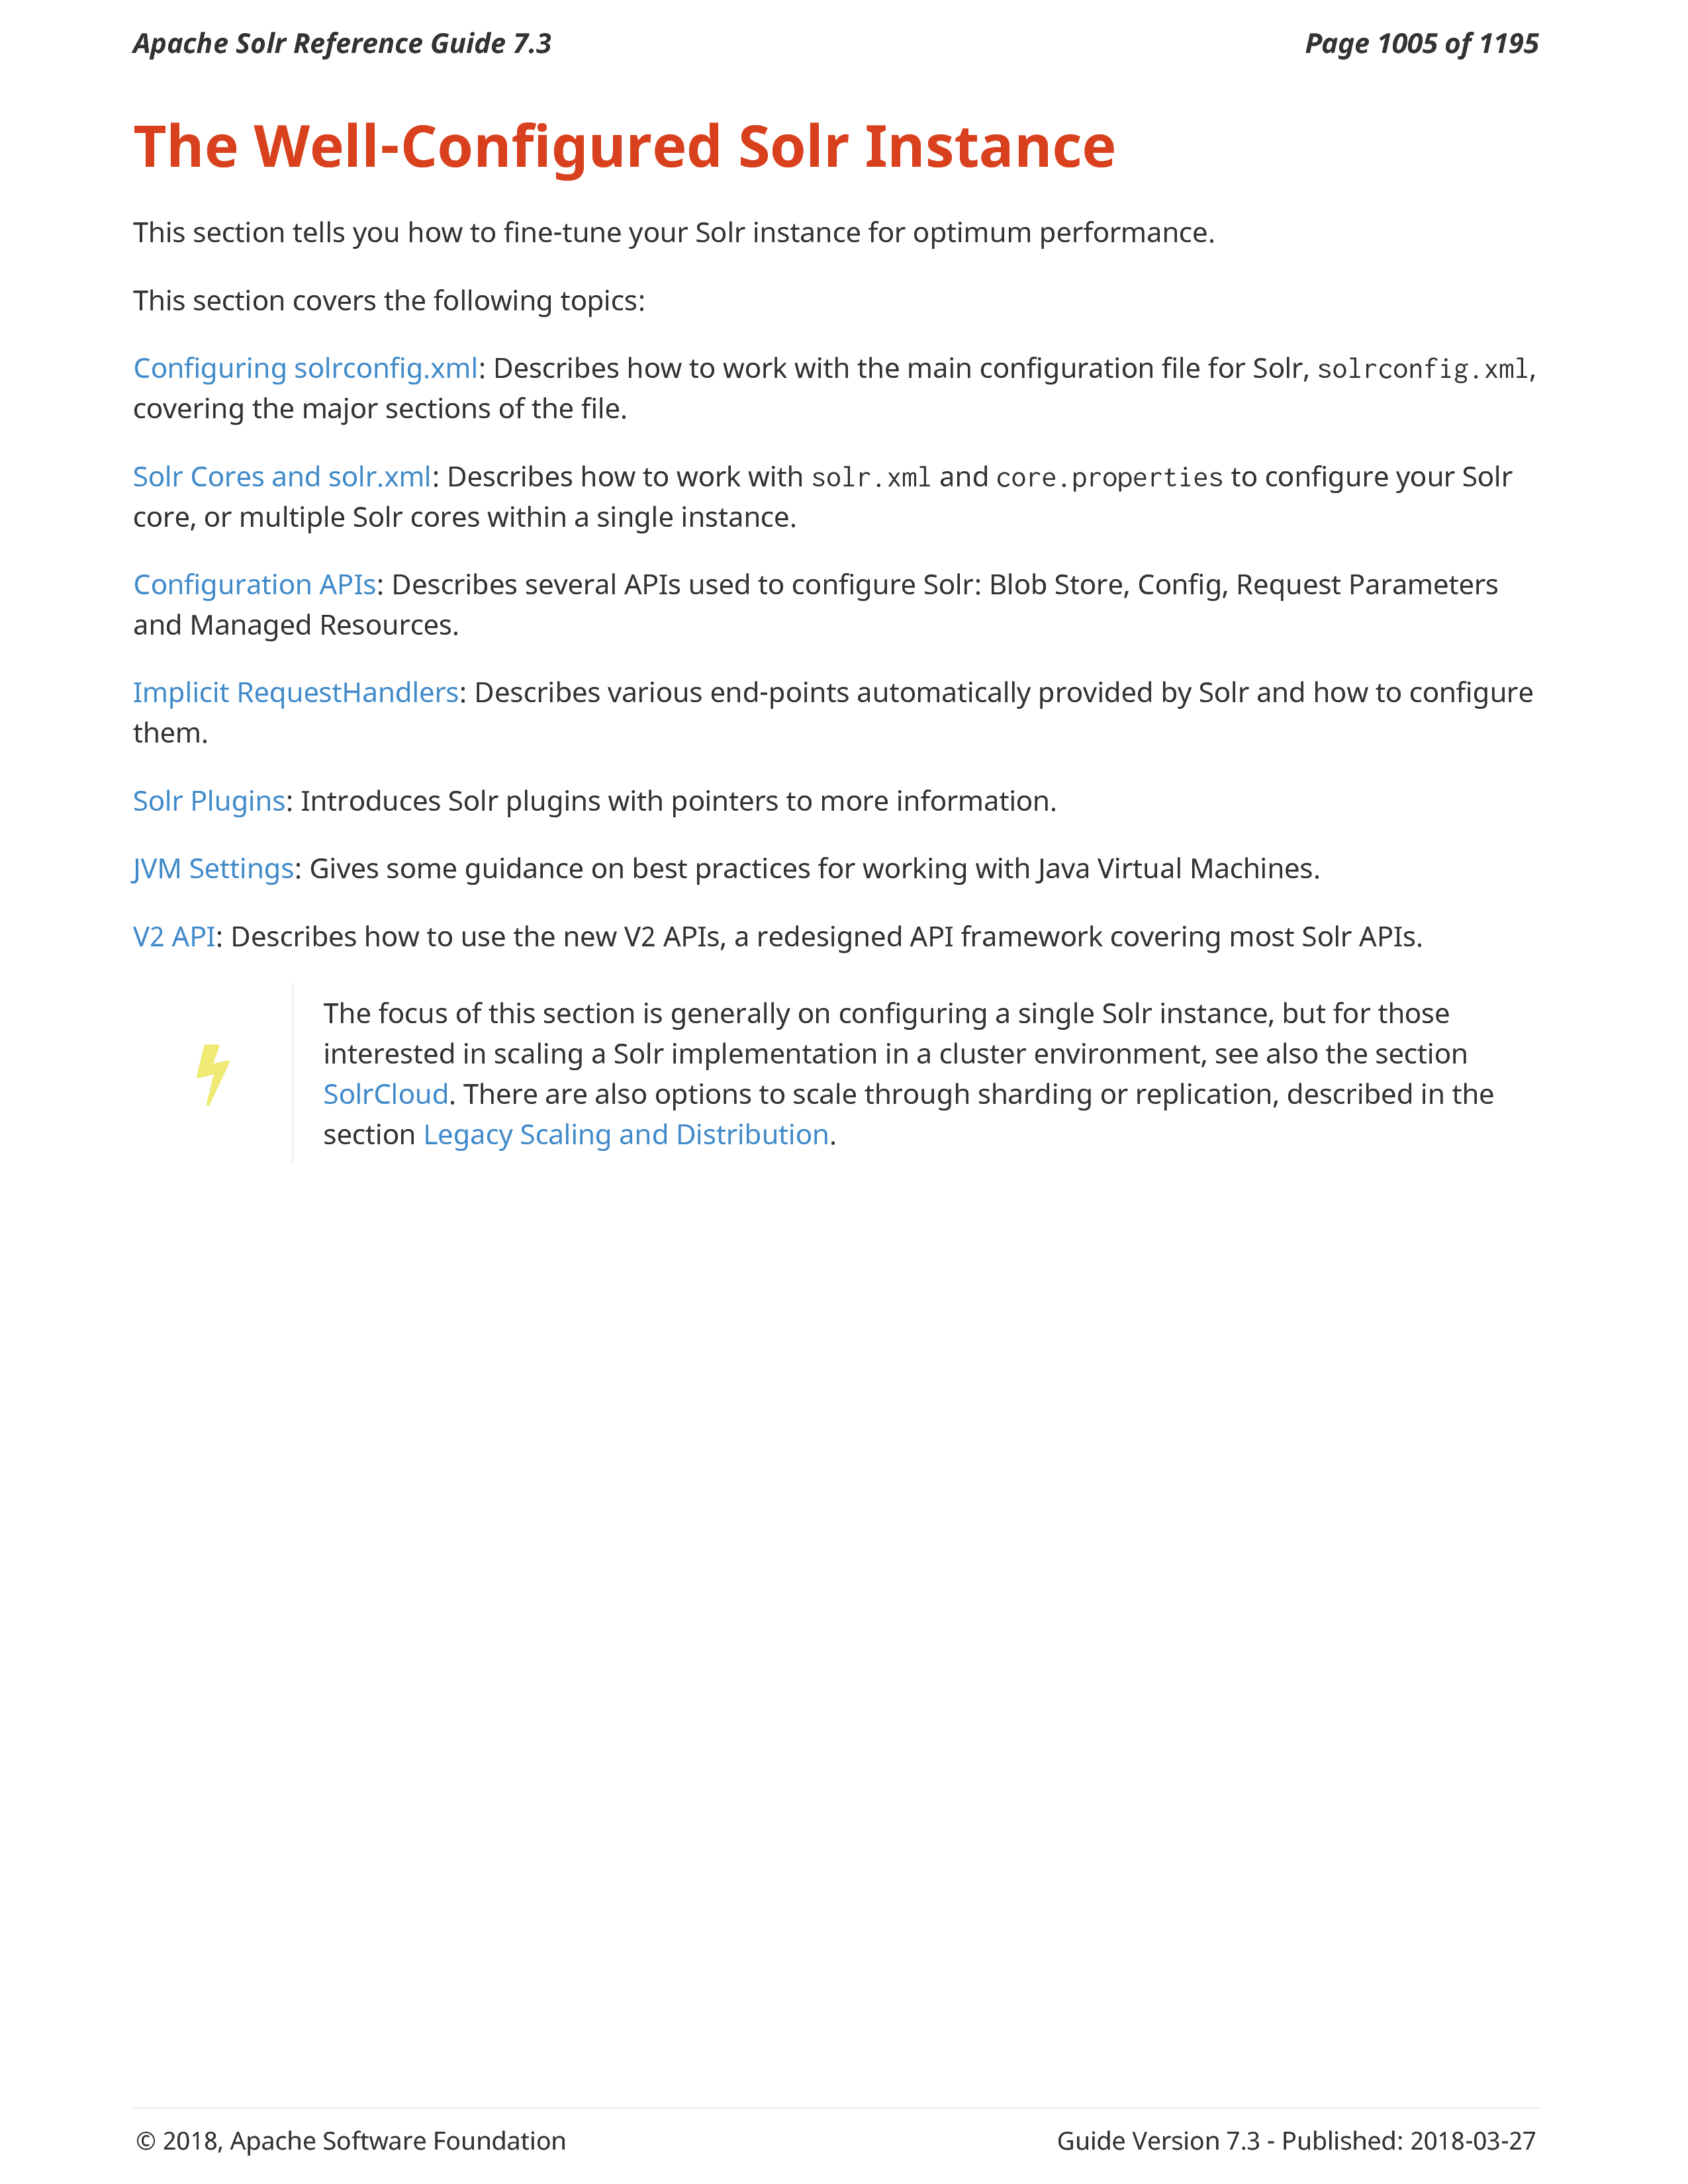 Apache Solr Reference Guide 7.3
Page 1005 of 1195
The Well-Configured Solr Instance
This section tells you how to fine-tune your Solr instance for optimum performance.
This section covers the following topics:
Configuring solrconfig.xml: Describes how to work with the main configuration file for Solr, solrconfig.xml,
covering the major sections of the file.
Solr Cores and solr.xml: Describes how to work with solr.xml and core.properties to configure your Solr
core, or multiple Solr cores within a single instance.
Configuration APIs: Describes several APIs used to configure Solr: Blob Store, Config, Request Parameters
and Managed Resources.
Implicit RequestHandlers: Describes various end-points automatically provided by Solr and how to configure
them.
Solr Plugins: Introduces Solr plugins with pointers to more information.
JVM Settings: Gives some guidance on best practices for working with Java Virtual Machines.
V2 API: Describes how to use the new V2 APIs, a redesigned API framework covering most Solr APIs.
The focus of this section is generally on configuring a single Solr instance, but for those
interested in scaling a Solr implementation in a cluster environment, see also the section
SolrCloud. There are also options to scale through sharding or replication, described in the
section Legacy Scaling and Distribution.
© 2018, Apache Software Foundation
Guide Version 7.3 - Published: 2018-03-27